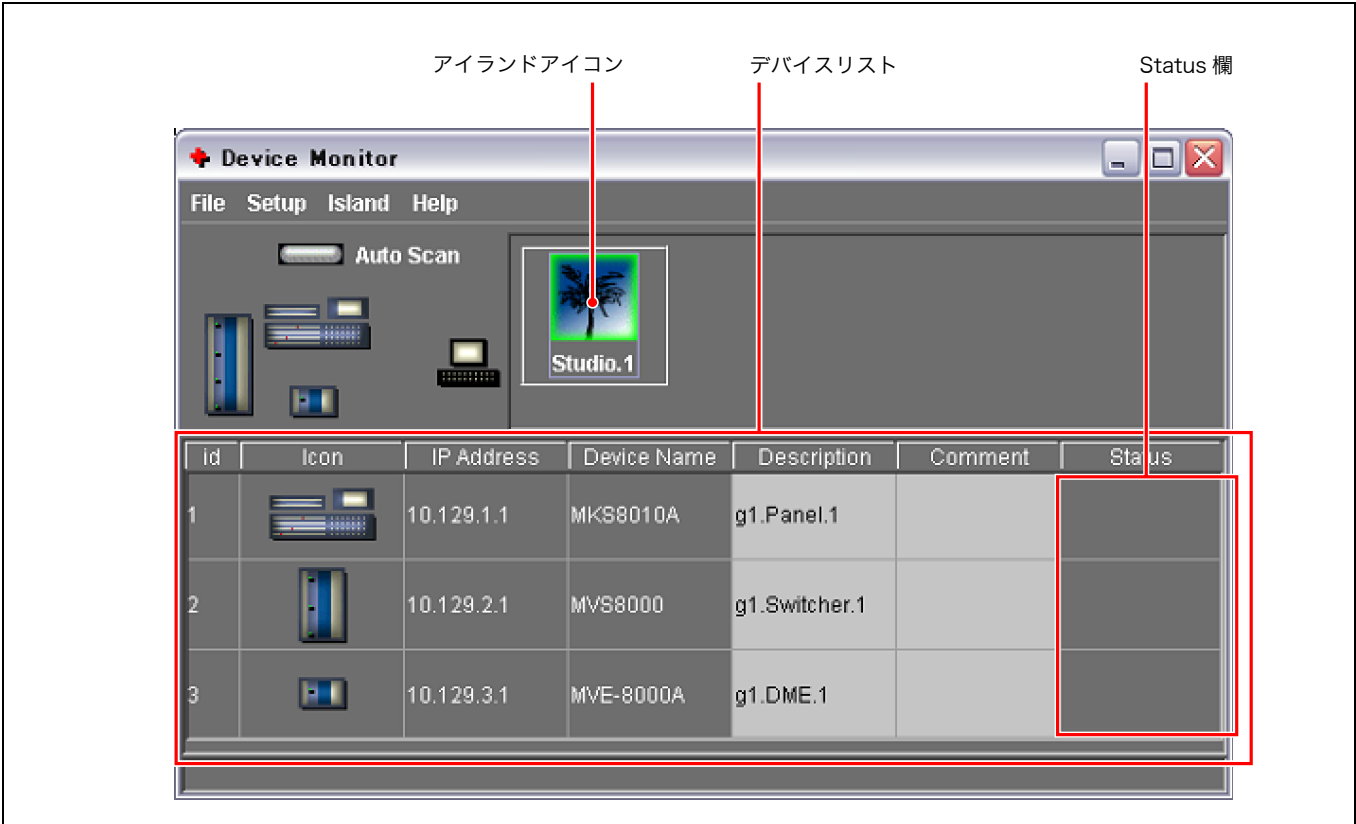 アイランドアイコン デバイスリスト Status 欄
Device Monitor
File Setup Island Help
Auto Scan
Studio.1
id Icon IP Address Device Name Description Comment Status
1 10.129.1.1 MKS8010A g1.Panel.1
2 10.129.2.1 MVS8000 g1.Switcher.1
3 10.129.3.1 MVE-8000A g1.DME.1